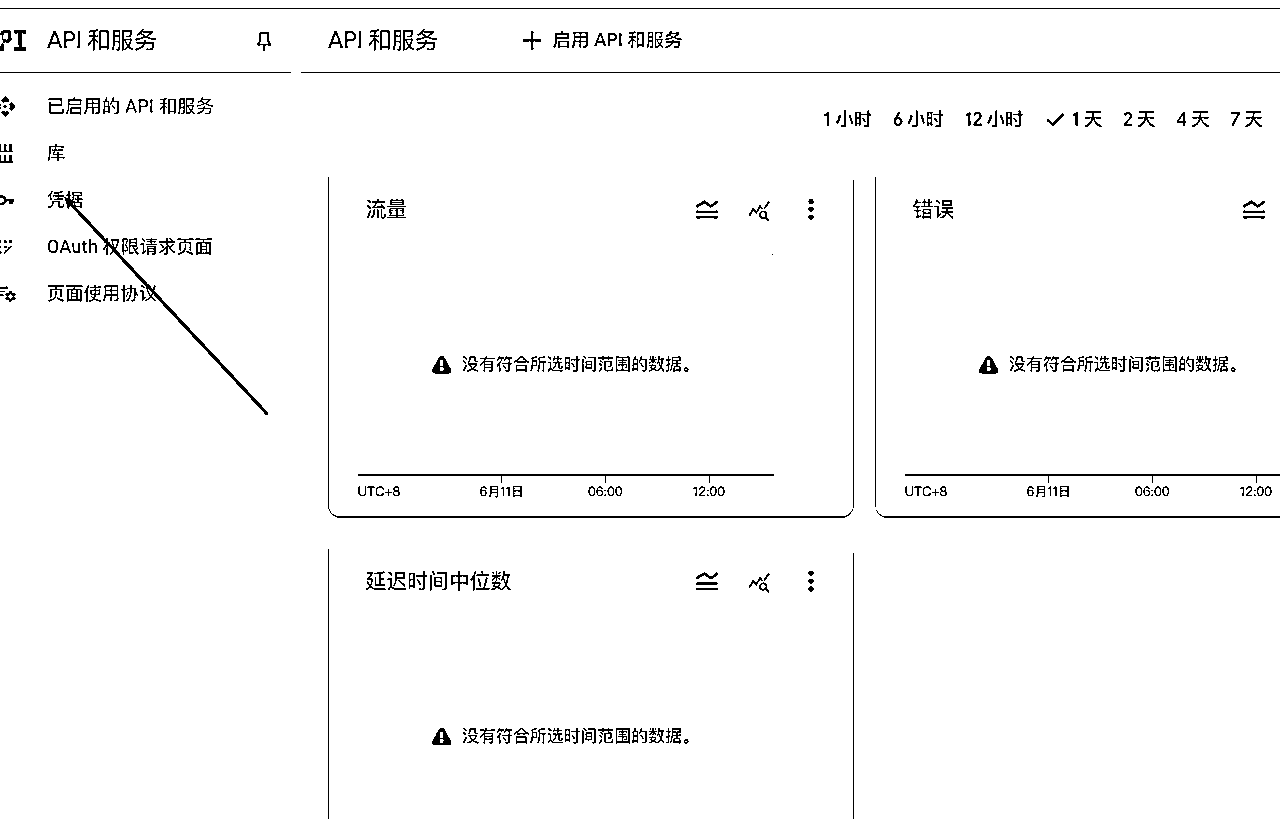 API 和服务
API 和服务
启用 API 和服务
已启用的 API 和服务
库
凭据
OAuth 权限请求页面
页面使用协议
1 小时 6 小时 12 小时 1 天 2 天 4 天 7 天
流量
没有符合所选时间范围的数据。
UTC+8 6月11日 06:00 12:00
错误
没有符合所选时间范围的数据。
UTC+8 6月11日 06:00 12:00
延迟时间中位数
没有符合所选时间范围的数据。